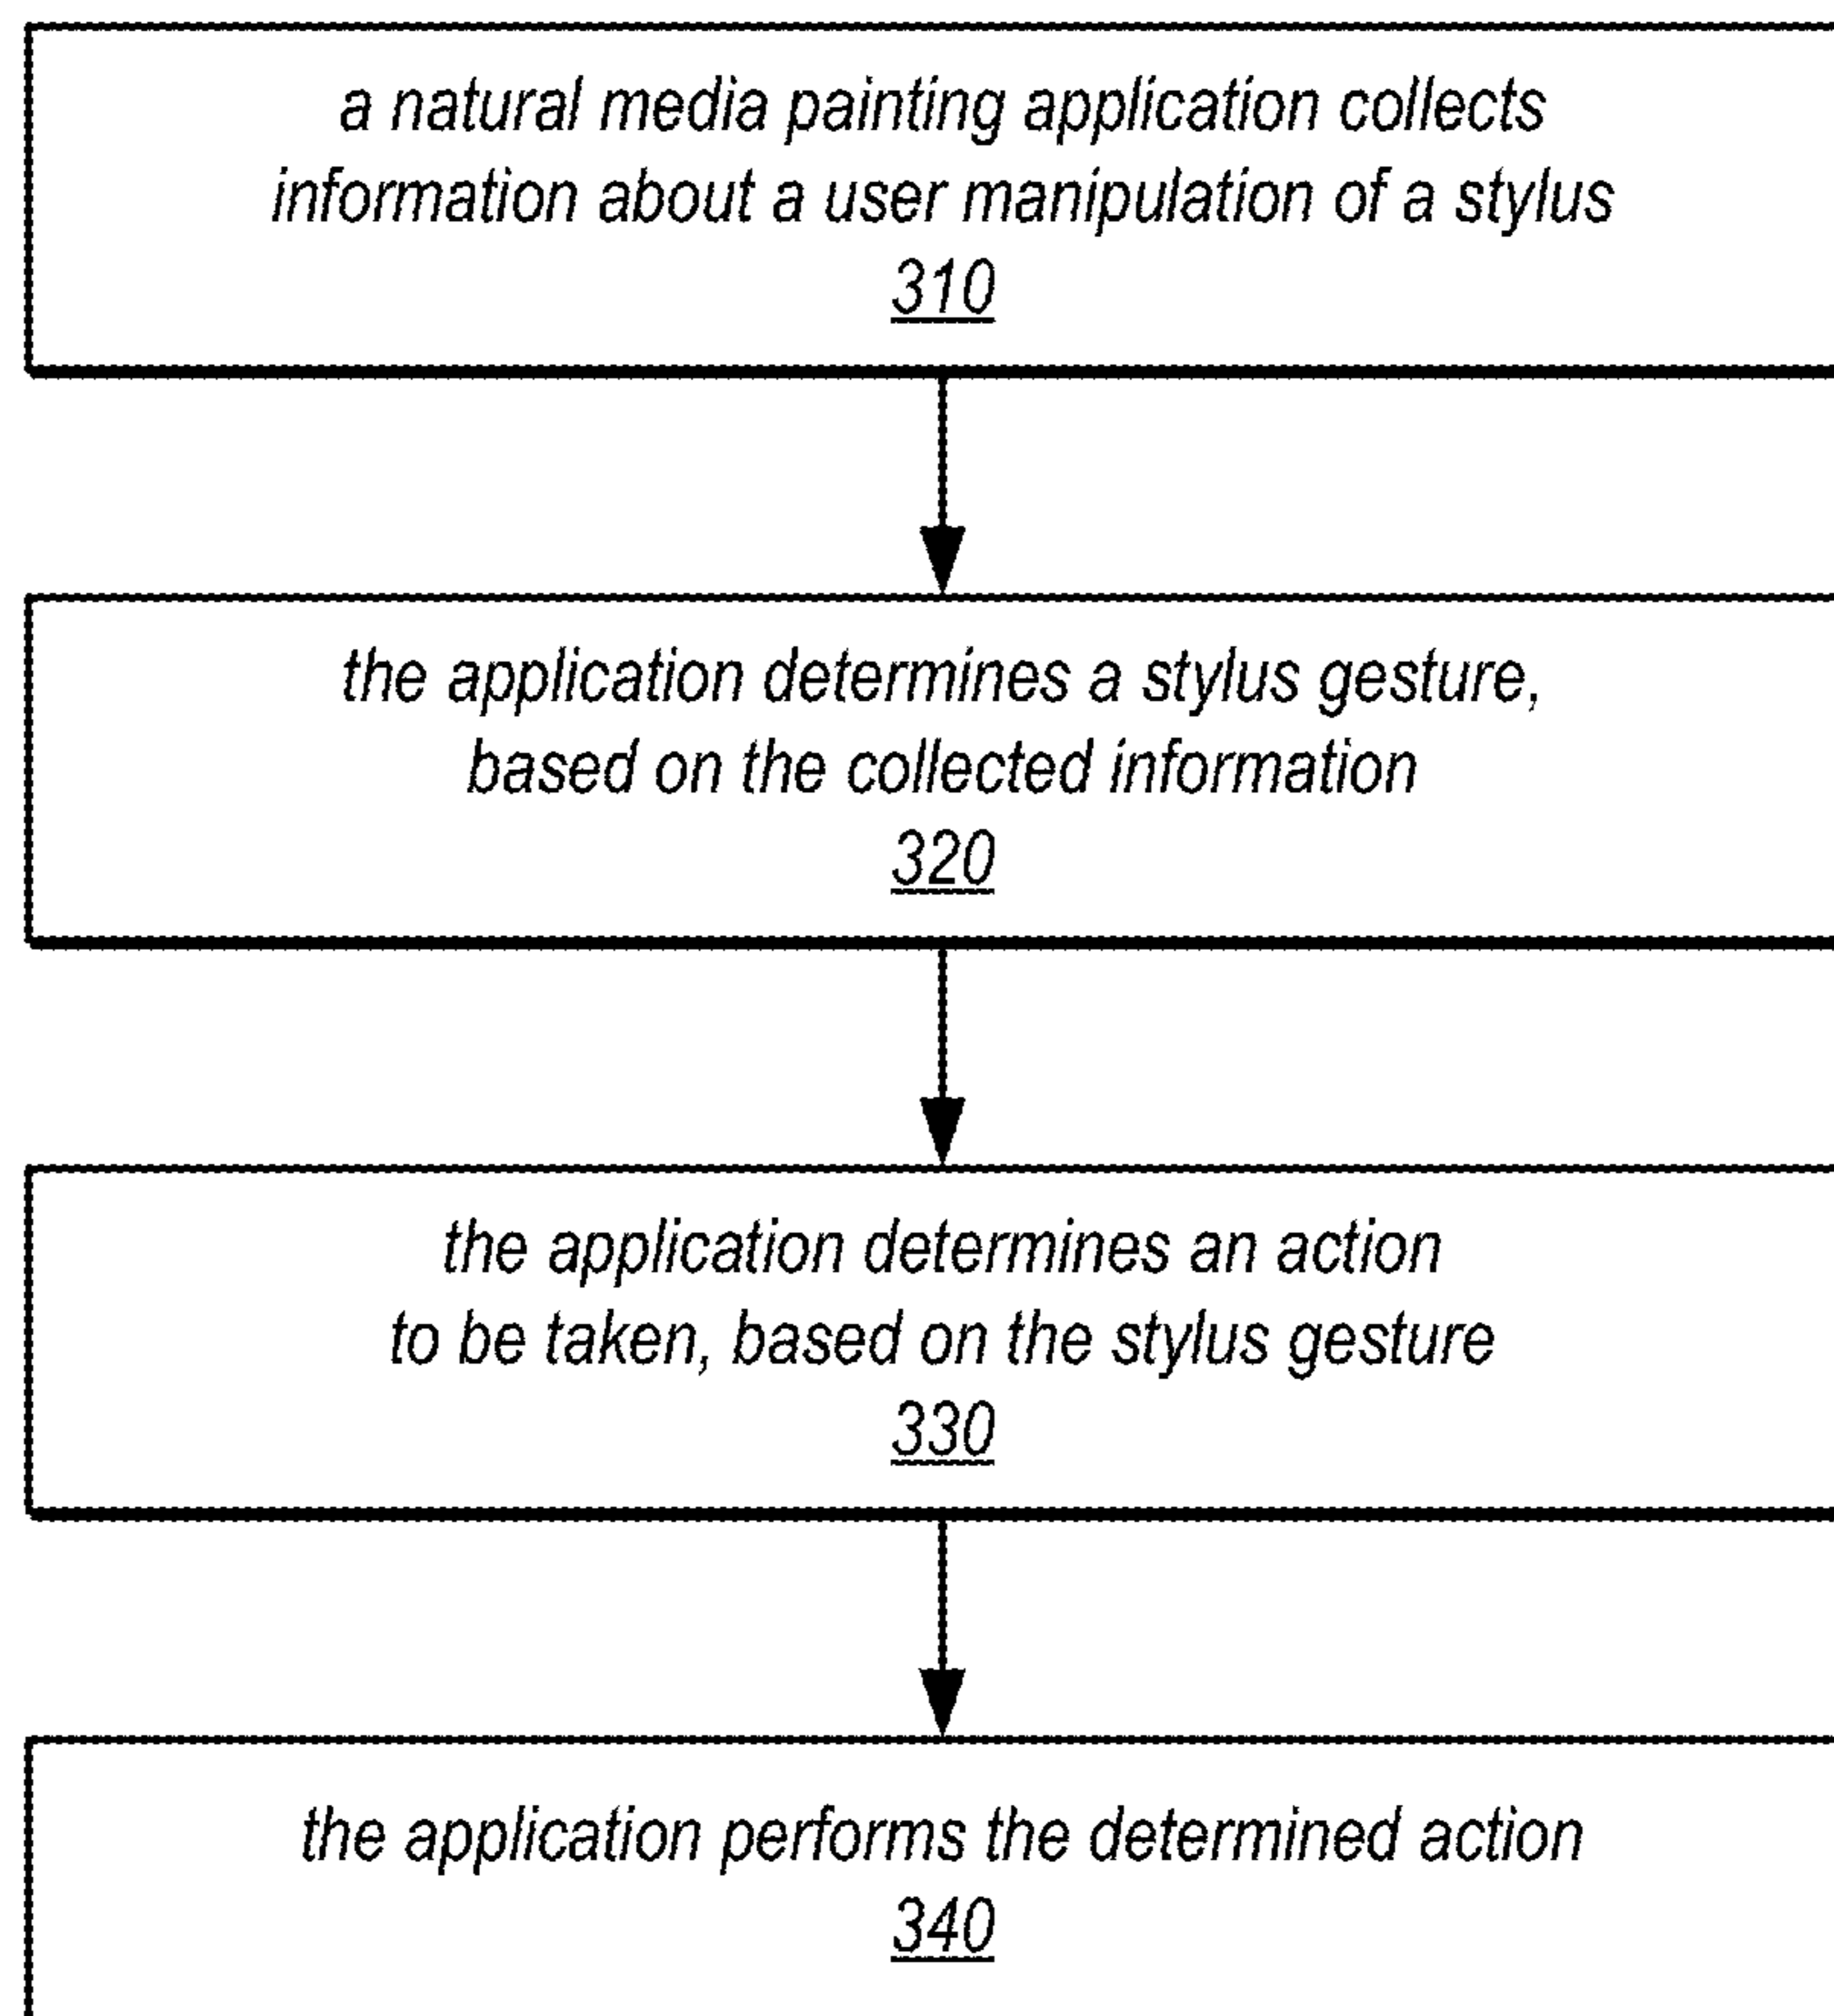 a natural media painting application collects
information about a user manipulation of a stylus
310
the application determines a stylus gesture,
based on the collected information
320
the application determines an action
to be taken, based on the stylus gesture
330
the application performs the determined action
340